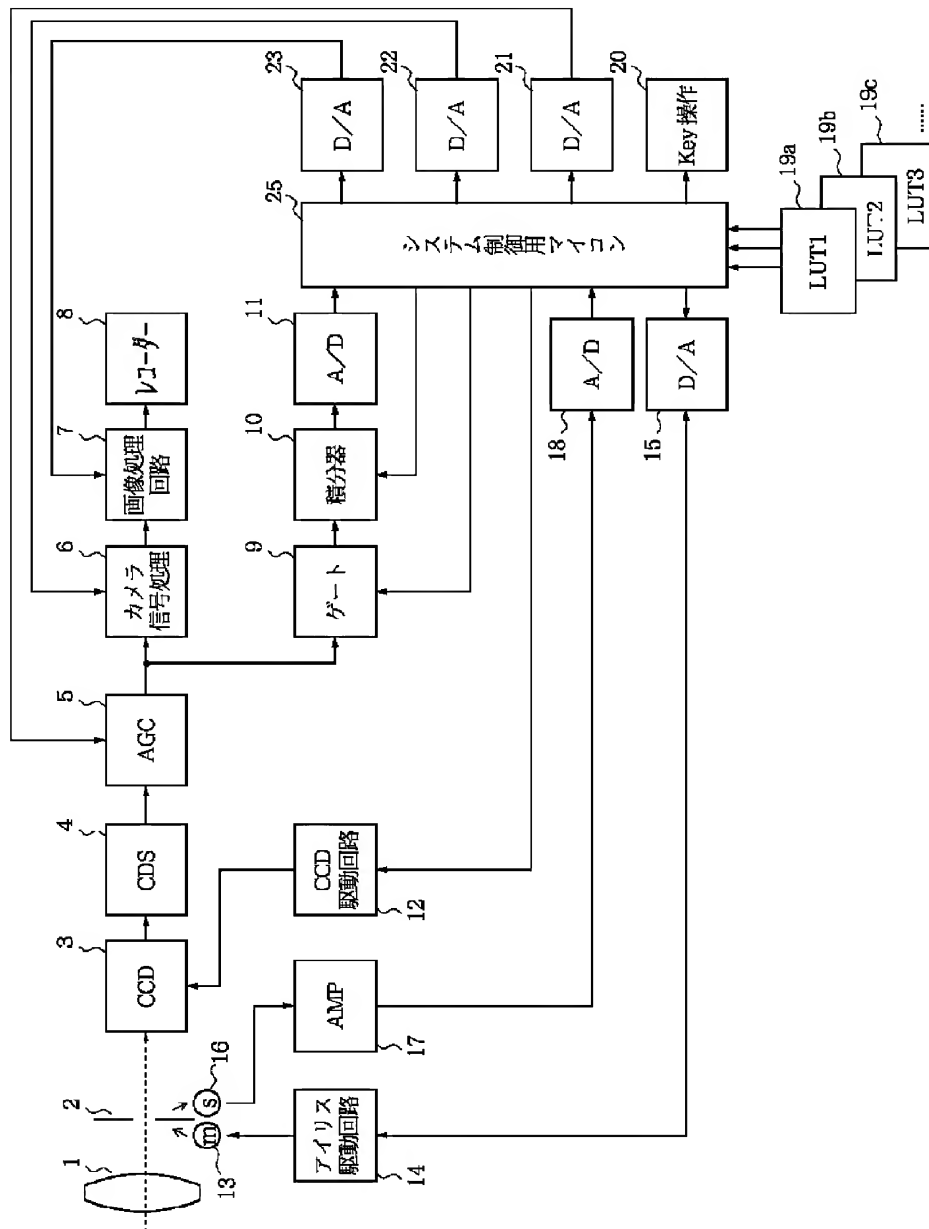 1
2
m
13
s
16
3
CCD
4
CDS
5
AGC
6
カメラ
信号処理
7
画像処理
回路
8
レコーダー
9
ゲート
10
積分器
11
A/D
CCD
駆動回路
12
AMP
17
アイリス
駆動回路
14
25
システム制御用マイコン
23
D/A
22
D/A
21
D/A
20
Key操作
18
A/D
15
D/A
19a
LUT1
19b
LUT2
19c
LUT3
......